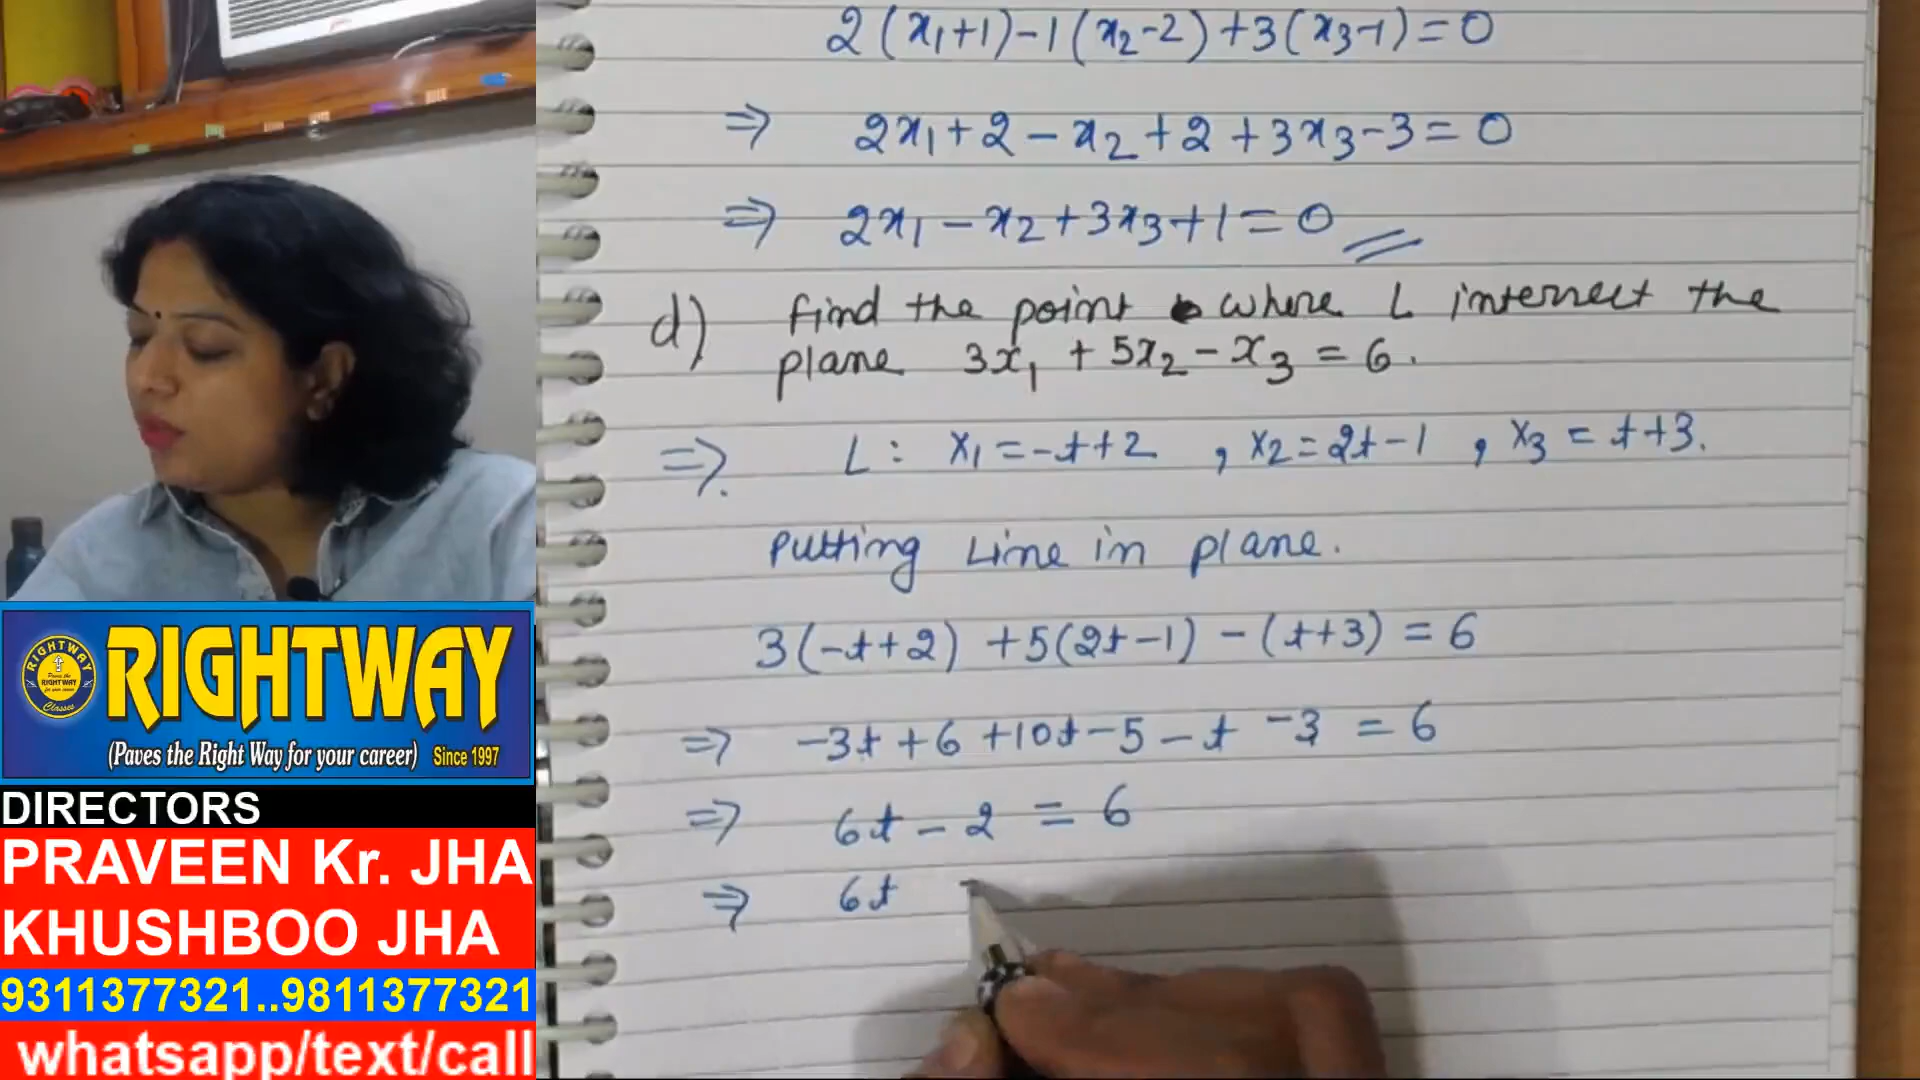 2(x₁+1)-1(x₂-2)+3(x₃-1)=0
⇒ 2x₁+2-x₂+2+3x₃-3=0
⇒ 2x₁-x₂+3x₃+1=0
d) Find the point where L intersect the
plane 3x₁ + 5x₂ - x₃ = 6.
⇒. L: x₁=-t+2 , x₂=2t-1 , x₃ = t+3.
Putting Line in plane.
3(-t+2) +5(2t-1) -(t+3) = 6
⇒ -3t+6+10t-5-t-3 = 6
⇒ 6t-2 = 6
⇒ 6t
RIGHTWAY
Classes
RIGHTWAY
(Paves the Right Way for your career) Since 1997
DIRECTORS
PRAVEEN Kr. JHA
KHUSHBOO JHA
9311377321..9811377321
whatsapp/text/call